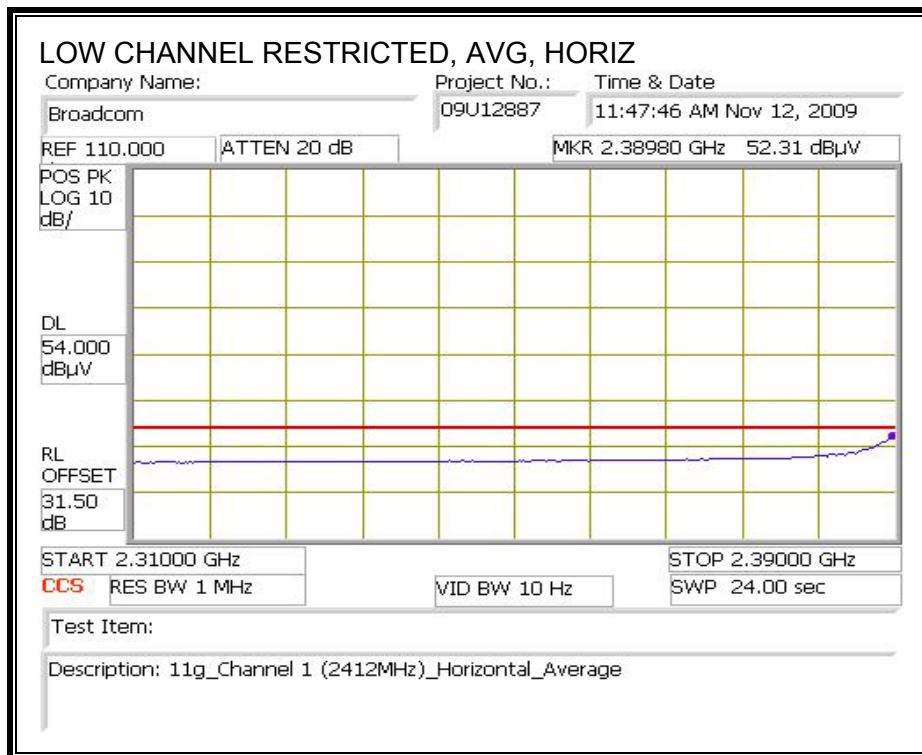 LOW CHANNEL RESTRICTED, AVG, HORIZ
Company Name: Project No.: Time & Date
Broadcom 09U12887 11:47:46 AM Nov 12, 2009
REF 110.000 ATTEN 20 dB MKR 2.38980 GHz 52.31 dBµV
POS PK
LOG 10
dB/
DL
54.000
dBµV
RL
OFFSET
31.50
dB
START 2.31000 GHz STOP 2.39000 GHz
CCS RES BW 1 MHz VID BW 10 Hz SWP 24.00 sec
Test Item:
Description: 11g_Channel 1 (2412MHz)_Horizontal_Average